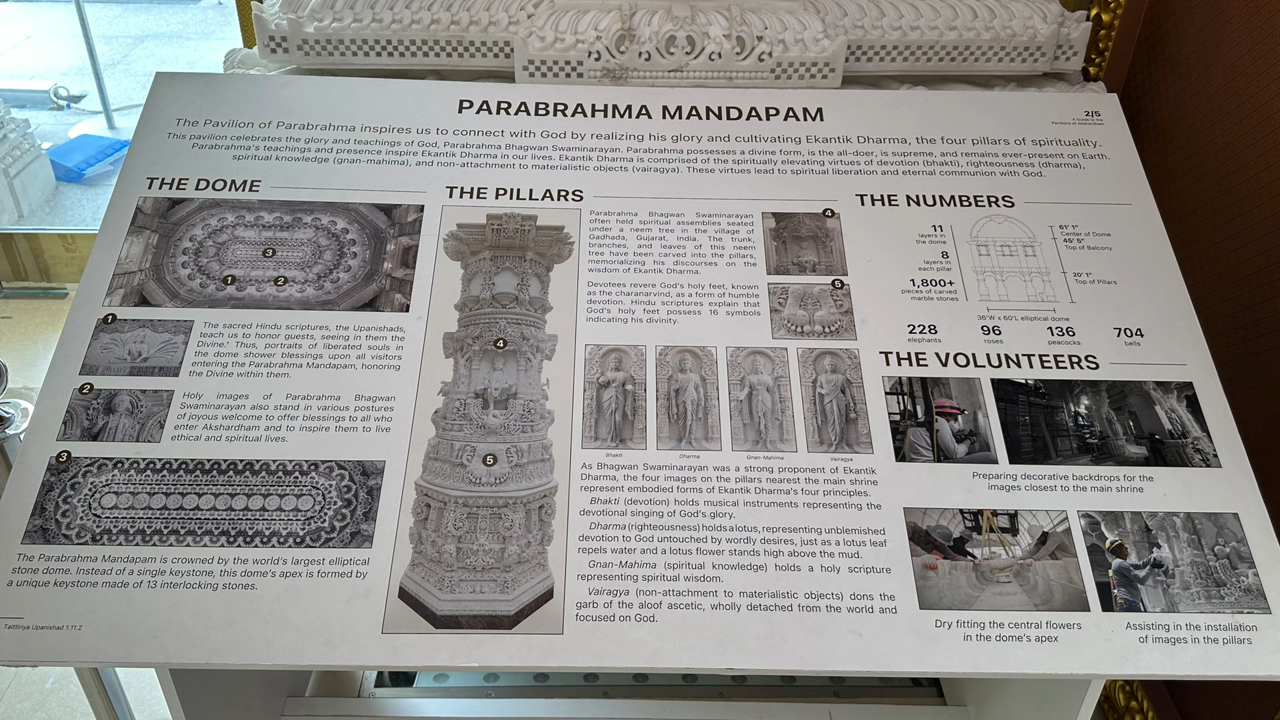 PARABRAHMA MANDAPAM
2/5
The Pavilion of Parabrahma inspires us to connect with God by realizing his glory and cultivating Ekantik Dharma, the four pillars of spirituality.
This pavilion celebrates the glory and teachings of God, Parabrahma Bhagwan Swaminarayan. Parabrahma possesses a divine form, is the all-doer, is supreme, and remains ever-present on Earth.
Parabrahma's teachings and presence inspire Ekantik Dharma in our lives. Ekantik Dharma is comprised of the spiritually elevating virtues of devotion (bhakti), righteousness (dharma),
spiritual knowledge (gnan-mahima), and non-attachment to materialistic objects (vairagya). These virtues lead to spiritual liberation and eternal communion with God.
THE DOME
3
1
2
1
The sacred Hindu scriptures, the Upanishads,
teach us to honor guests, seeing in them the
Divine.¹ Thus, portraits of liberated souls in
the dome shower blessings upon all visitors
entering the Parabrahma Mandapam, honoring
the Divine within them.
2
Holy images of Parabrahma Bhagwan
Swaminarayan also stand in various postures
of joyous welcome to offer blessings to all who
enter Akshardham and to inspire them to live
ethical and spiritual lives.
3
The Parabrahma Mandapam is crowned by the world's largest elliptical
stone dome. Instead of a single keystone, this dome's apex is formed by
a unique keystone made of 13 interlocking stones.
Taittiriya Upanishad 1.11.2
THE PILLARS
4
5
Parabrahma Bhagwan Swaminarayan
often held spiritual assemblies seated
under a neem tree in the village of
Gadhada, Gujarat, India. The trunk,
branches, and leaves of this neem
tree have been carved into the pillars,
memorializing his discourses on the
wisdom of Ekantik Dharma.
4
Devotees revere God's holy feet, known
as the charanarvind, as a form of humble
devotion. Hindu scriptures explain that
God's holy feet possess 16 symbols
indicating his divinity.
5
Bhakti
Dharma
Gnan-Mahima
Vairagya
As Bhagwan Swaminarayan was a strong proponent of Ekantik
Dharma, the four images on the pillars nearest the main shrine
represent embodied forms of Ekantik Dharma's four principles.
Bhakti (devotion) holds musical instruments representing the
devotional singing of God's glory.
Dharma (righteousness) holds a lotus, representing unblemished
devotion to God untouched by wordly desires, just as a lotus leaf
repels water and a lotus flower stands high above the mud.
Gnan-Mahima (spiritual knowledge) holds a holy scripture
representing spiritual wisdom.
Vairagya (non-attachment to materialistic objects) dons the
garb of the aloof ascetic, wholly detached from the world and
focused on God.
THE NUMBERS
11
layers in
the dome
8
layers in
each pillar
1,800+
pieces of carved
marble stones
61' 1"
Center of Dome
45' 5"
Top of Balcony
20' 1"
Top of Pillars
36'W x 60'L elliptical dome
228
elephants
96
roses
136
peacocks
704
bells
THE VOLUNTEERS
Preparing decorative backdrops for the
images closest to the main shrine
Dry fitting the central flowers
in the dome's apex
Assisting in the installation
of images in the pillars